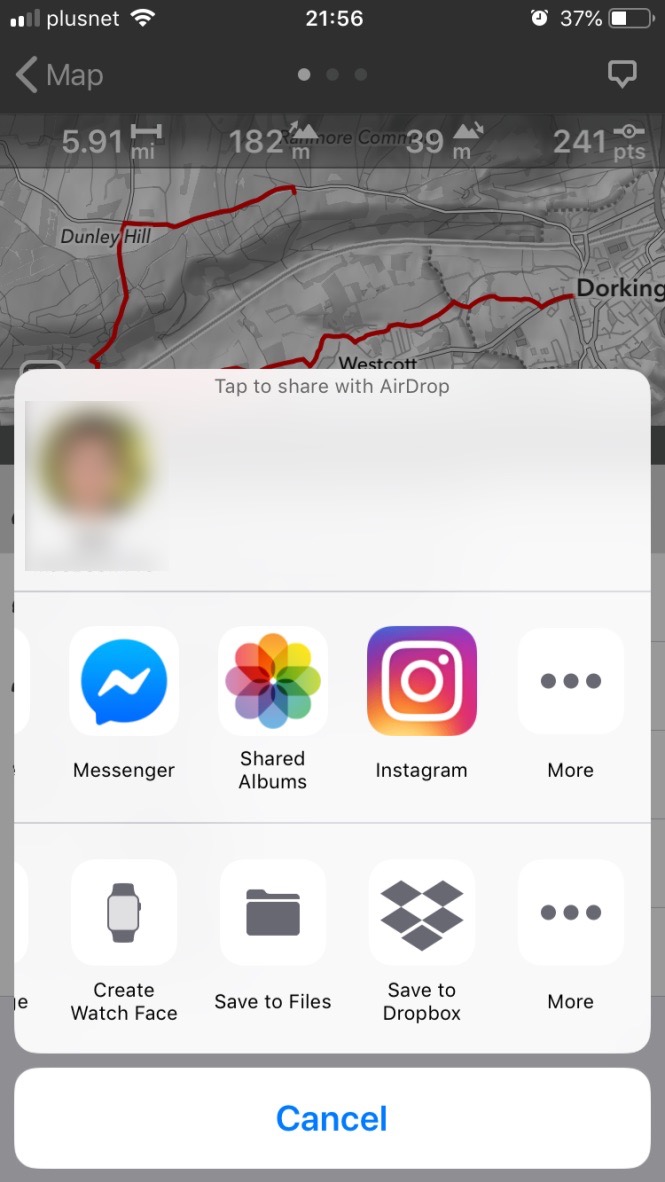 plusnet 21:56 37%
Map
5.91 mi 182 m 39 m 241 pts
Ranmore Common
Dunley Hill
Dorking
Westcott
Tap to share with AirDrop
Messenger
Shared
Albums
Instagram
More
Create
Watch Face
Save to Files
Save to
Dropbox
More
Cancel